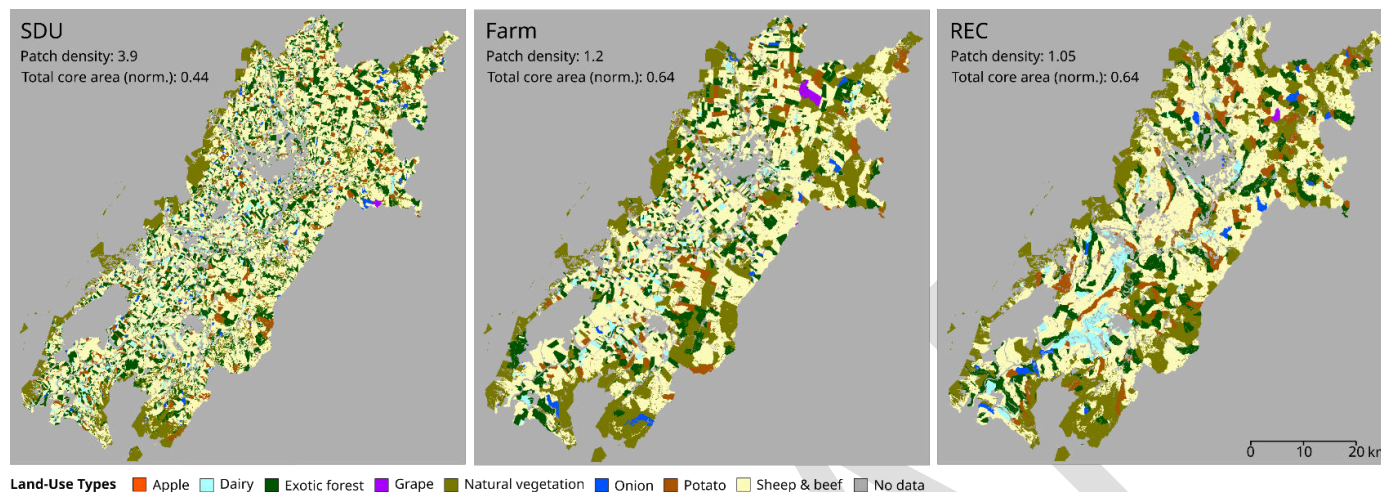 SDU
Patch density: 3.9
Total core area (norm.): 0.44
Farm
Patch density: 1.2
Total core area (norm.): 0.64
REC
Patch density: 1.05
Total core area (norm.): 0.64
0 10 20 km
Land-Use Types Apple Dairy Exotic forest Grape Natural vegetation Onion Potato Sheep & beef No data